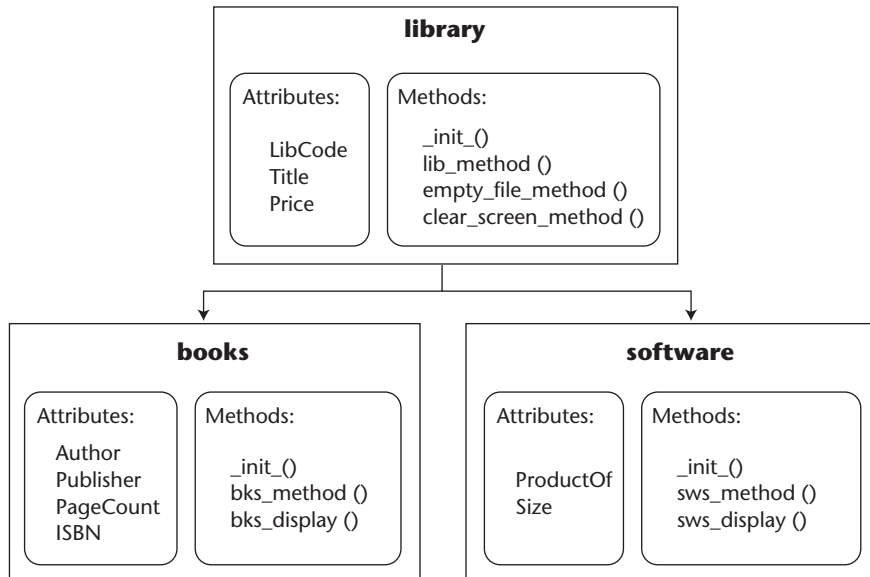 library
Attributes:
LibCode
Title
Price
Methods:
_init_()
lib_method ()
empty_file_method ()
clear_screen_method ()
books
Attributes:
Author
Publisher
PageCount
ISBN
Methods:
_init_()
bks_method ()
bks_display ()
software
Attributes:
ProductOf
Size
Methods:
_init_()
sws_method ()
sws_display ()